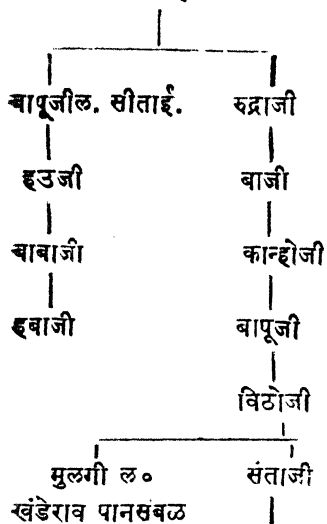 बापूजील. सीताई. रुद्राजी
हउजी बाजी
बाबाजी कान्होजी
हबाजी बापूजी
विठोजी
मुलगी ल० संताजी
खंडेराव पानसंबळ